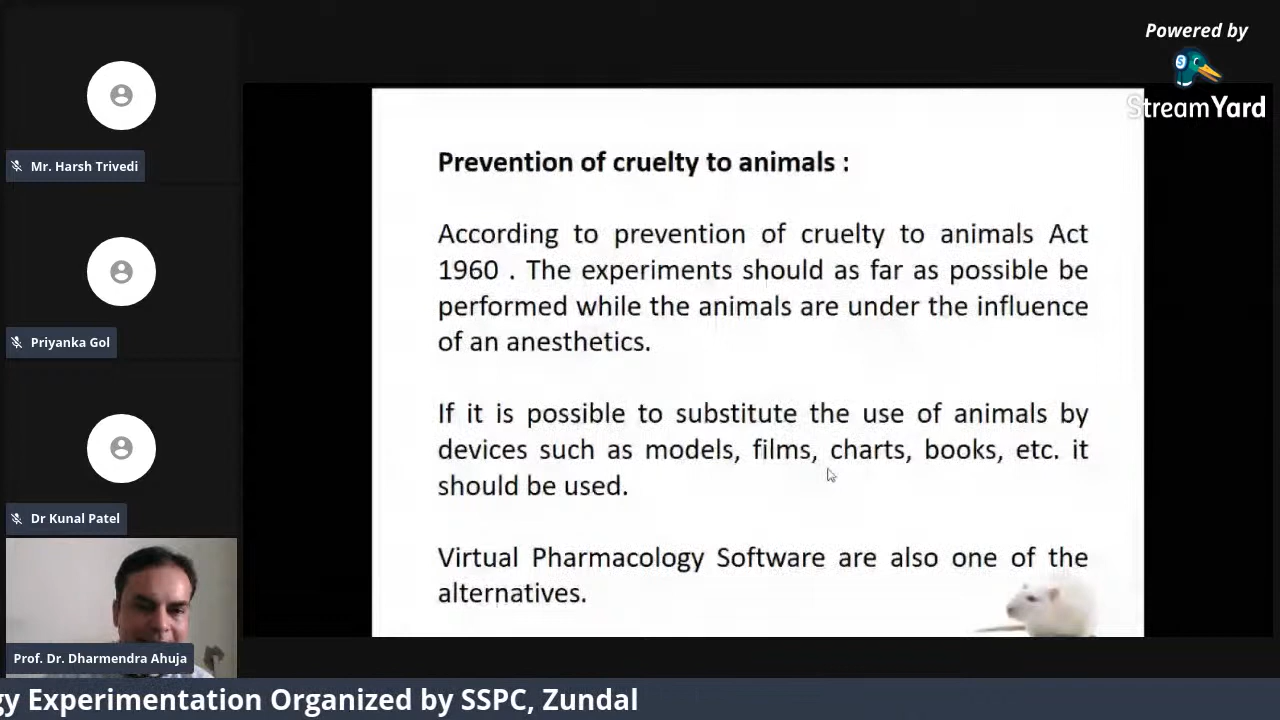 Powered by
StreamYard
Mr. Harsh Trivedi
Priyanka Gol
Dr Kunal Patel
Prof. Dr. Dharmendra Ahuja
Prevention of cruelty to animals :
According to prevention of cruelty to animals Act
1960 . The experiments should as far as possible be
performed while the animals are under the influence
of an anesthetics.
If it is possible to substitute the use of animals by
devices such as models, films, charts, books, etc. it
should be used.
Virtual Pharmacology Software are also one of the
alternatives.
gy Experimentation Organized by SSPC, Zundal